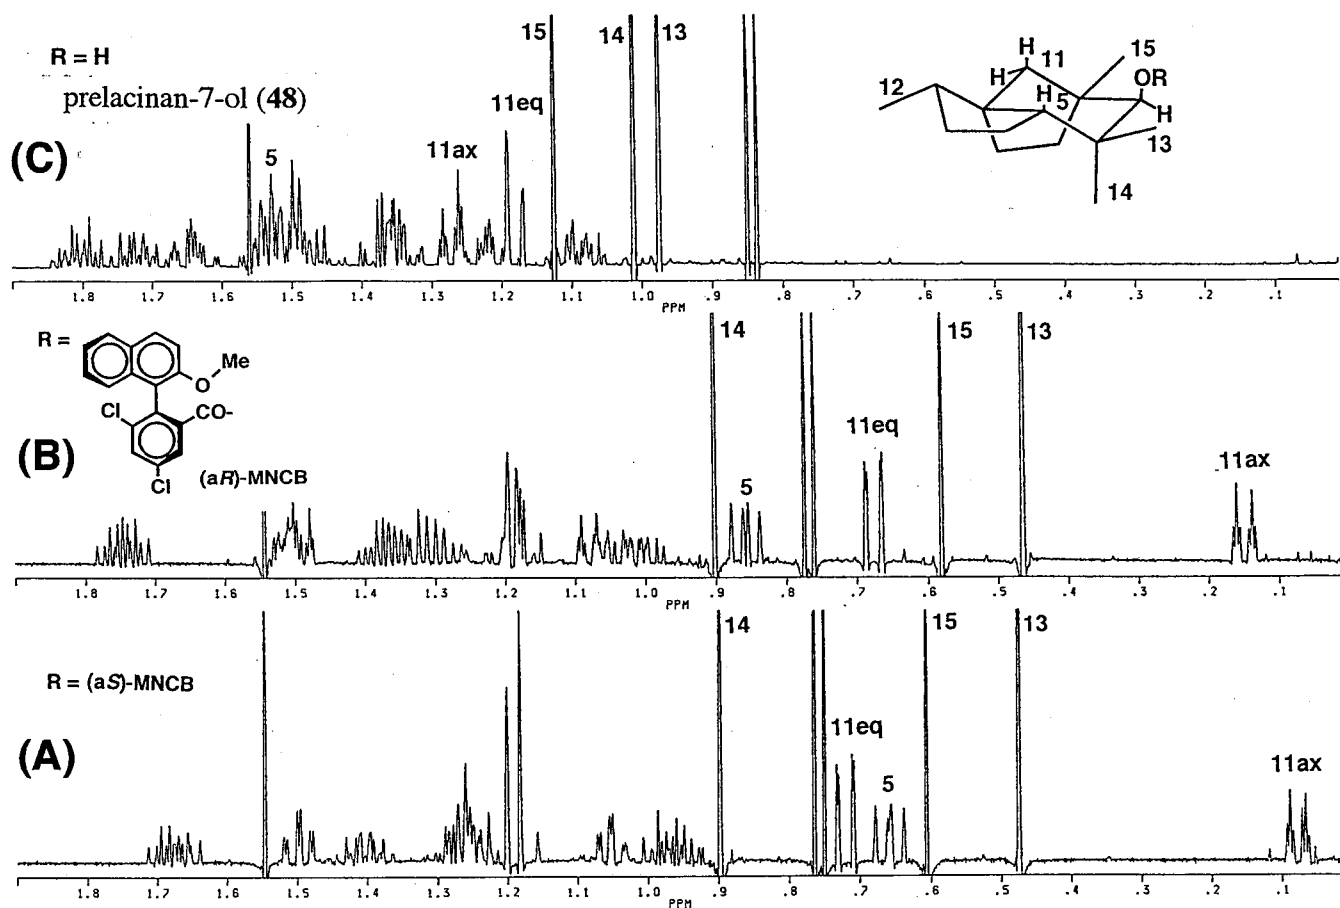 R = H
prelacinan-7-ol (48)
(C)
5
11ax
11eq
15
14
13
H
11
15
OR
H
H
12
5
H
13
14
1.8 1.7 1.6 1.5 1.4 1.3 1.2 1.1 1.0 .9 .8 .7 .6 .5 .4 .3 .2 .1
PPM
R =
Me
O
Cl
CO-
Cl
(aR)-MNCB
(B)
14
5
11eq
15
13
11ax
1.8 1.7 1.6 1.5 1.4 1.3 1.2 1.1 1.0 .9 .8 .7 .6 .5 .4 .3 .2 .1
PPM
R = (aS)-MNCB
(A)
14
11eq
5
15
13
11ax
1.8 1.7 1.6 1.5 1.4 1.3 1.2 1.1 1.0 .9 .8 .7 .6 .5 .4 .3 .2 .1
PPM